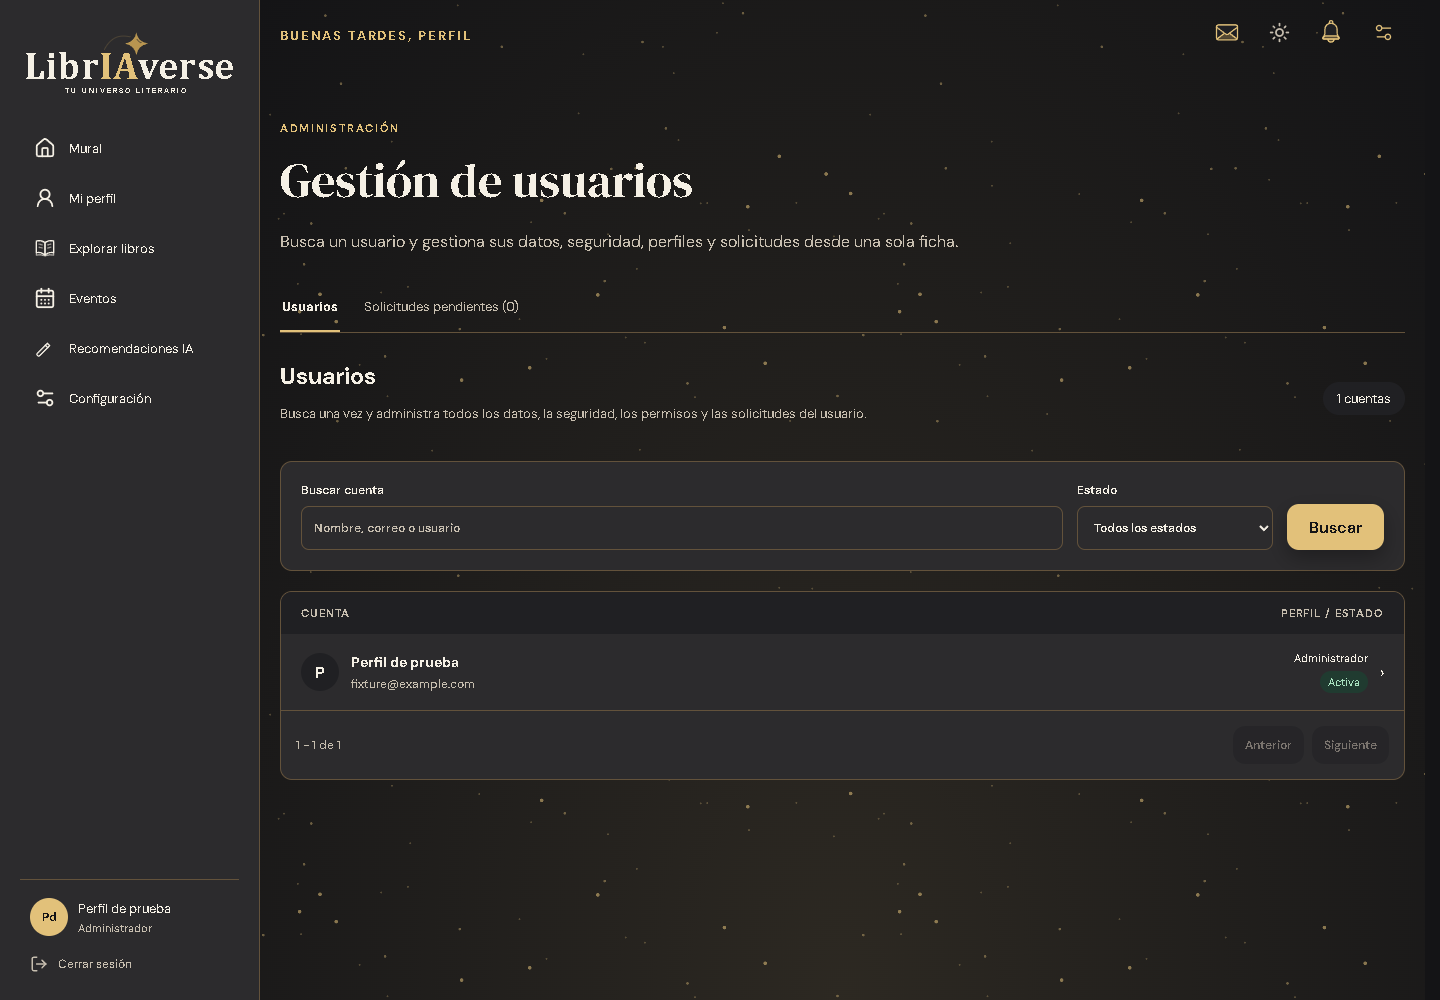 LibrIAverse
TU UNIVERSO LITERARIO
Mural
Mi perfil
Explorar libros
Eventos
Recomendaciones IA
Configuración
Pd
Perfil de prueba
Administrador
Cerrar sesión
BUENAS TARDES, PERFIL
ADMINISTRACIÓN
Gestión de usuarios
Busca un usuario y gestiona sus datos, seguridad, perfiles y solicitudes desde una sola ficha.
Usuarios Solicitudes pendientes (0)
Usuarios
Busca una vez y administra todos los datos, la seguridad, los permisos y las solicitudes del usuario.
1 cuentas
Buscar cuenta Estado
Nombre, correo o usuario Todos los estados Buscar
CUENTA PERFIL / ESTADO
P
Perfil de prueba
fixture@example.com
Administrador
Activa ›
1–1 de 1 Anterior Siguiente